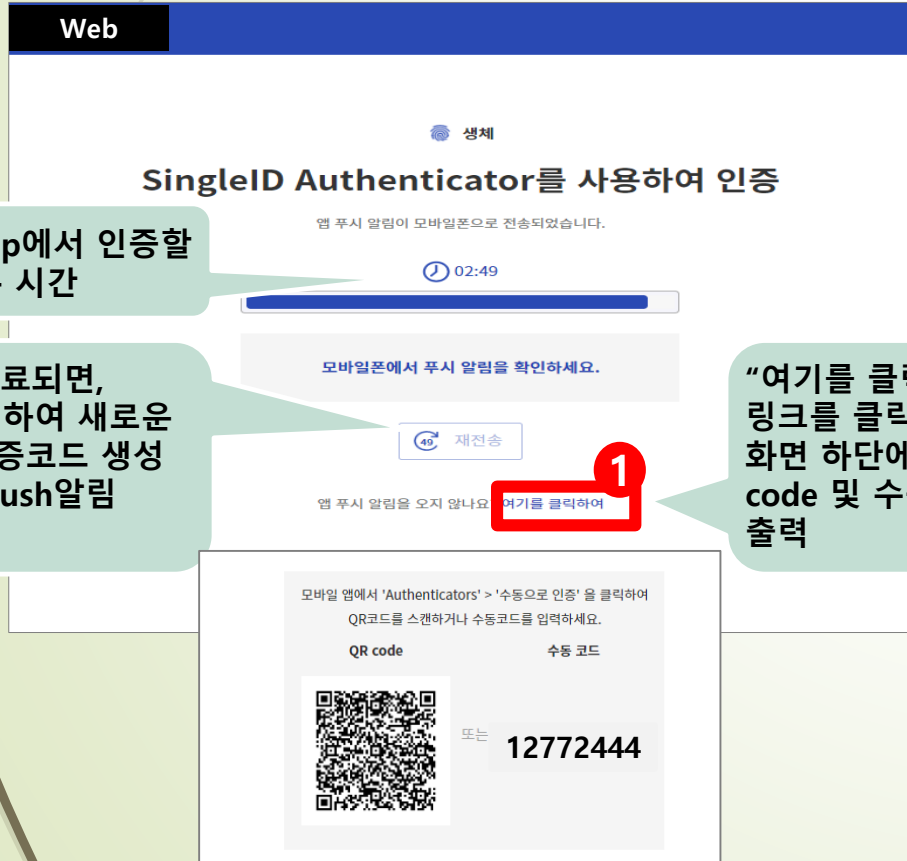 Web
생체
SingleID Authenticator를 사용하여 인증
앱 푸시 알림이 모바일폰으로 전송되었습니다.
p에서 인증할
시간
02:49
모바일폰에서 푸시 알림을 확인하세요.
료되면,
하여 새로운
증코드 생성
ush알림
49 재전송
1
앱 푸시 알림을 오지 않나요 여기를 클릭하여
“여기를 클
링크를 클릭
화면 하단에
code 및 수
출력
모바일 앱에서 'Authenticators' > '수동으로 인증' 을 클릭하여
QR코드를 스캔하거나 수동코드를 입력하세요.
QR code 수동 코드
또는 12772444